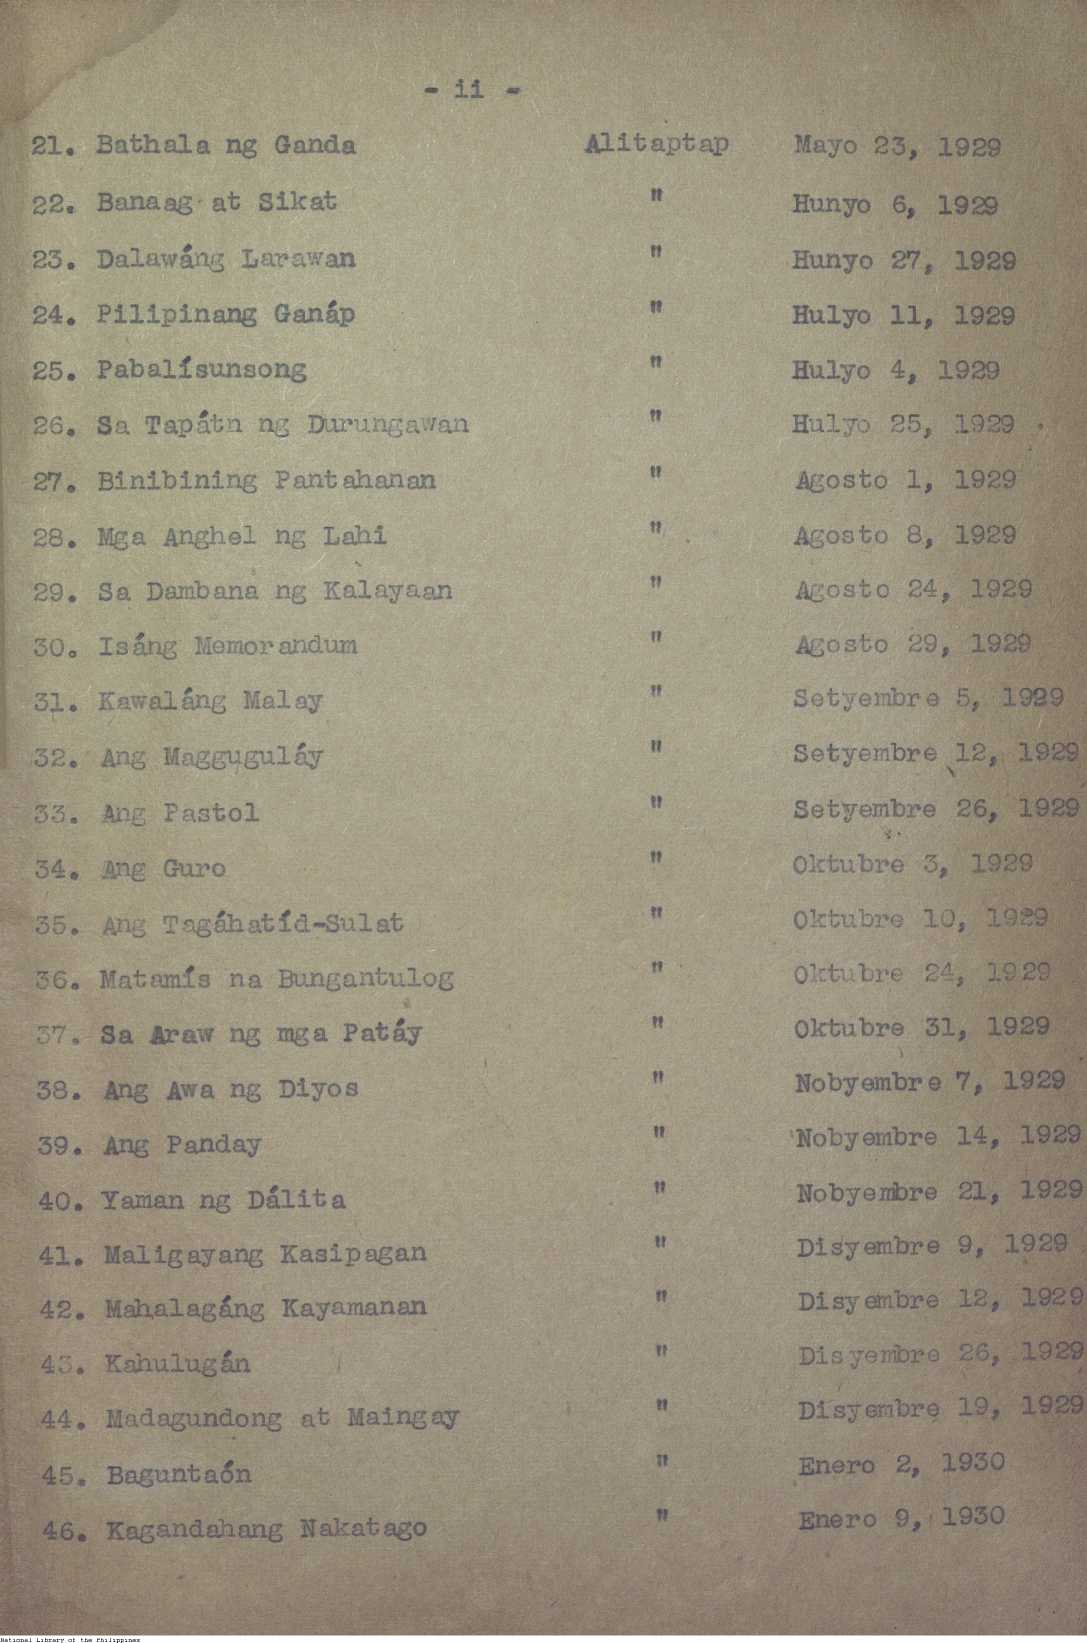 - ii -
21. Bathala ng Ganda Alitaptap Mayo 23, 1929
22. Banaag at Sikat " Hunyo 6, 1929
23. Dalawáng Larawan " Hunyo 27, 1929
24. Pilipinang Ganáp " Hulyo 11, 1929
25. Pabalísunsong " Hulyo 4, 1929
26. Sa Tapátn ng Durungawan " Hulyo 25, 1929
27. Binibining Pantahanan " Agosto 1, 1929
28. Mga Anghel ng Lahi " Agosto 8, 1929
29. Sa Dambana ng Kalayaan " Agosto 24, 1929
30. Isáng Memorandum " Agosto 29, 1929
31. Kawaláng Malay " Setyembre 5, 1929
32. Ang Maggugуláy " Setyembre 12, 1929
33. Ang Pastol " Setyembre 26, 1929
34. Ang Guro " Oktubre 3, 1929
35. Ang Tagáhatíd-Sulat " Oktubre 10, 1929
36. Matamís na Bungantulog " Oktubre 24, 1929
37. Sa Araw ng mga Patáy " Oktubre 31, 1929
38. Ang Awa ng Diyos " Nobyembre 7, 1929
39. Ang Panday " Nobyembre 14, 1929
40. Yaman ng Dálita " Nobyembre 21, 1929
41. Maligayang Kasipagan " Disyembre 9, 1929
42. Mahalagáng Kayamanan " Disyembre 12, 1929
43. Kahulugán " Disyembre 26, 1929
44. Madagundong at Maingay " Disyembre 19, 1929
45. Baguntaón " Enero 2, 1930
46. Kagandahang Nakatago " Enero 9, 1930
National Library of the Philippines